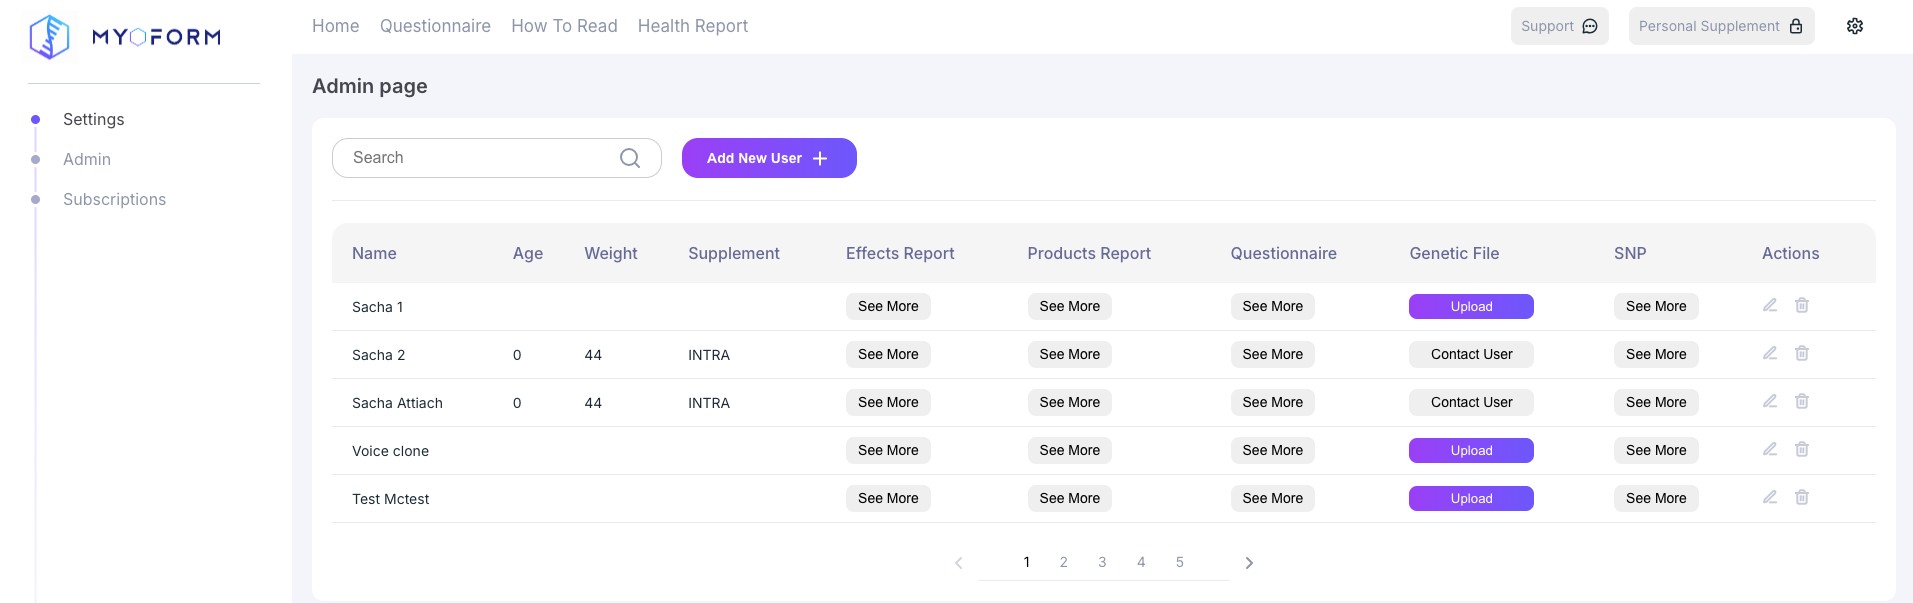 MYOFORM
Home Questionnaire How To Read Health Report
Support Personal Supplement
Settings
Admin
Subscriptions
Admin page
Search Add New User
Name Age Weight Supplement Effects Report Products Report Questionnaire Genetic File SNP Actions
Sacha 1 See More See More See More Upload See More
Sacha 2 0 44 INTRA See More See More See More Contact User See More
Sacha Attiach 0 44 INTRA See More See More See More Contact User See More
Voice clone See More See More See More Upload See More
Test Mctest See More See More See More Upload See More
1 2 3 4 5